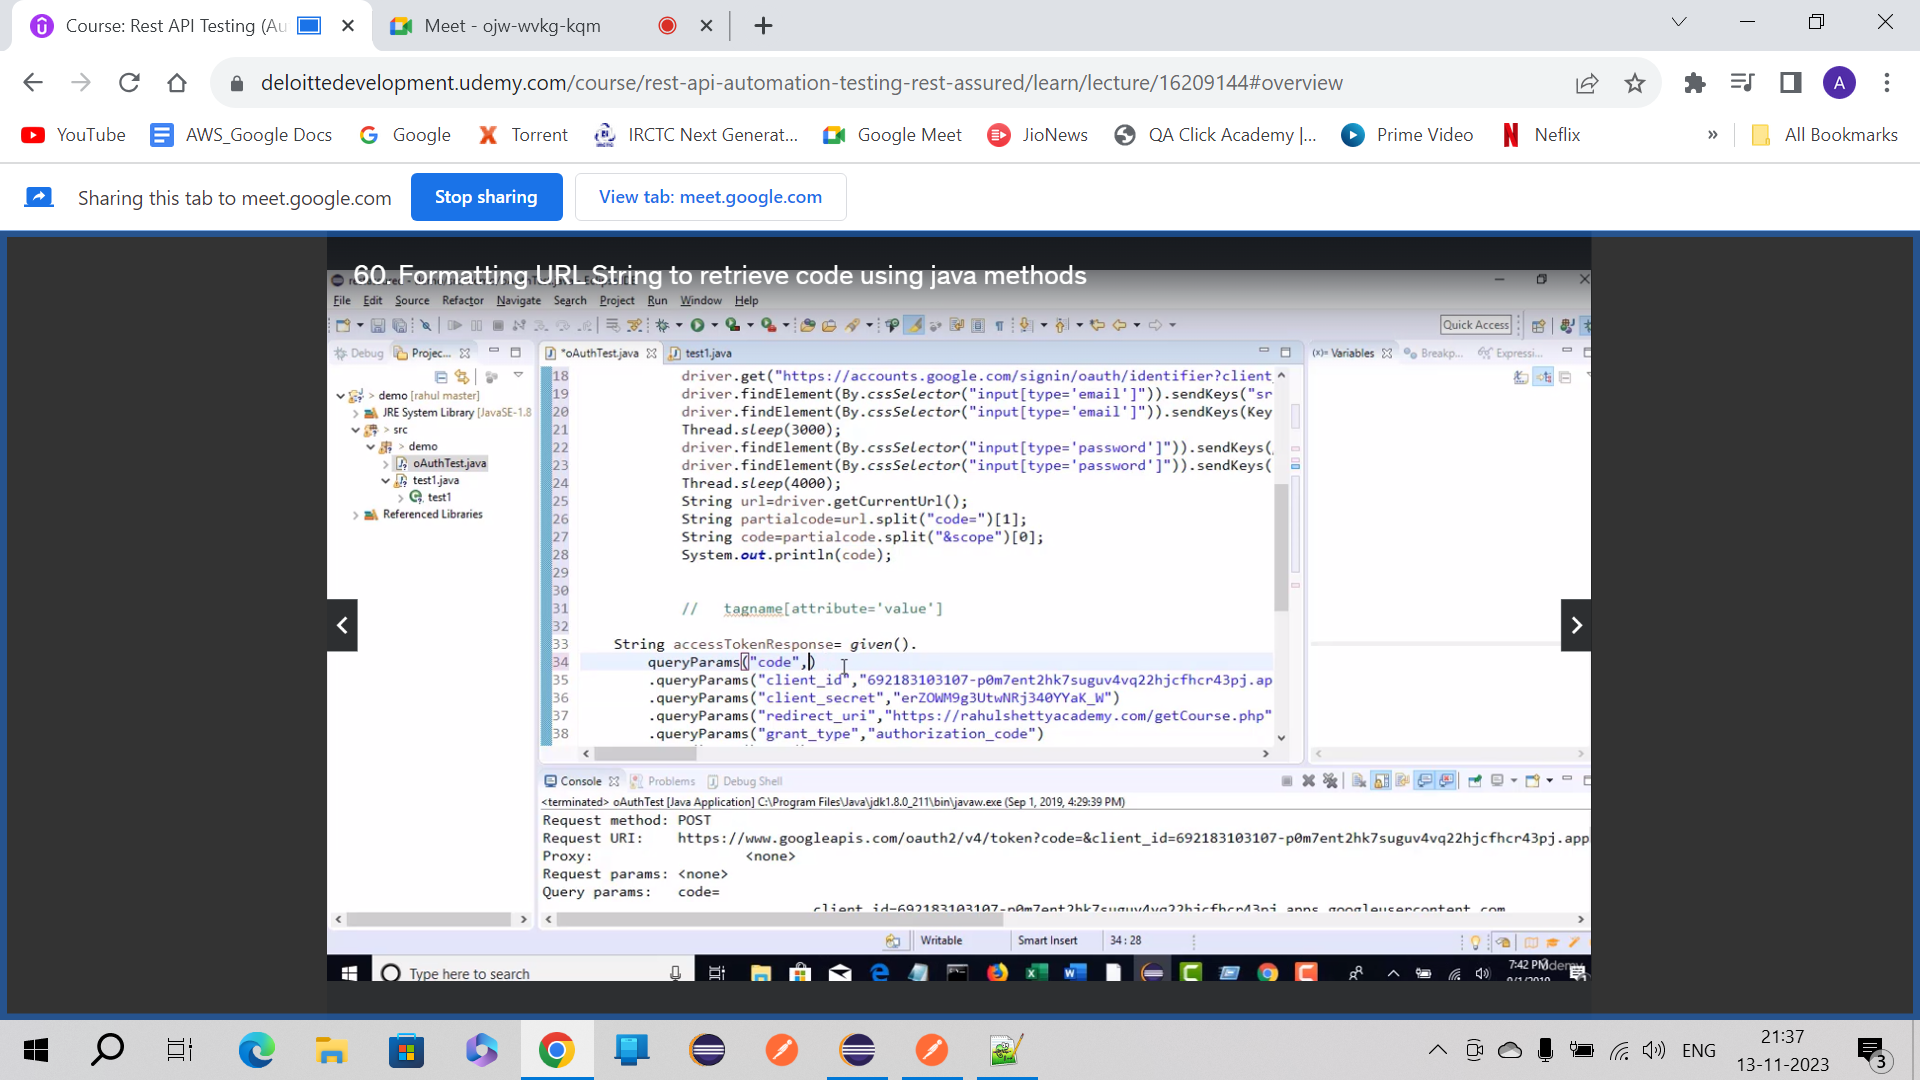 Course: Rest API Testing (Au
Meet - ojw-wvkg-kqm
deloittedevelopment.udemy.com/course/rest-api-automation-testing-rest-assured/learn/lecture/16209144#overview
A
YouTube
AWS_Google Docs
Google
Torrent
IRCTC Next Generat...
Google Meet
JioNews
QA Click Academy |...
Prime Video
Neflix
»
All Bookmarks
Sharing this tab to meet.google.com
Stop sharing
View tab: meet.google.com
60. Formatting URL String to retrieve code using java methods
File Edit Source Refactor Navigate Search Project Run Window Help
Quick Access
Debug
Projec...
*oAuthTest.java
test1.java
Variables
Breakp...
Expressi...
> demo [rahul master]
JRE System Library [JavaSE-1.8
> src
> demo
oAuthTest.java
test1.java
test1
Referenced Libraries
18 driver.get("https://accounts.google.com/signin/oauth/identifier?client_
19 driver.findElement(By.cssSelector("input[type='email']")).sendKeys("sr
20 driver.findElement(By.cssSelector("input[type='email']")).sendKeys(Key
21 Thread.sleep(3000);
22 driver.findElement(By.cssSelector("input[type='password']")).sendKeys(
23 driver.findElement(By.cssSelector("input[type='password']")).sendKeys(
24 Thread.sleep(4000);
25 String url=driver.getCurrentUrl();
26 String partialcode=url.split("code=")[1];
27 String code=partialcode.split("&scope")[0];
28 System.out.println(code);
29
30
31 // tagname[attribute='value']
32
33 String accessTokenResponse= given().
34 queryParams("code",)
35 .queryParams("client_id","692183103107-p0m7ent2hk7suguv4vq22hjcfhcr43pj.ap
36 .queryParams("client_secret","erZOWM9g3UtwNRj340YYaK_W")
37 .queryParams("redirect_uri","https://rahulshettyacademy.com/getCourse.php"
38 .queryParams("grant_type","authorization_code")
Console
Problems
Debug Shell
<terminated> oAuthTest [Java Application] C:\Program Files\Java\jdk1.8.0_211\bin\javaw.exe (Sep 1, 2019, 4:29:39 PM)
Request method: POST
Request URI: https://www.googleapis.com/oauth2/v4/token?code=&client_id=692183103107-p0m7ent2hk7suguv4vq22hjcfhcr43pj.app
Proxy: <none>
Request params: <none>
Query params: code=
client_id=692183103107-p0m7ent2hk7suguv4vq22hjcfhcr43pj.apps.googleusercontent.com
Writable
Smart Insert
34 : 28
Type here to search
7:42 PM
Udemy
ENG
21:37
13-11-2023
3